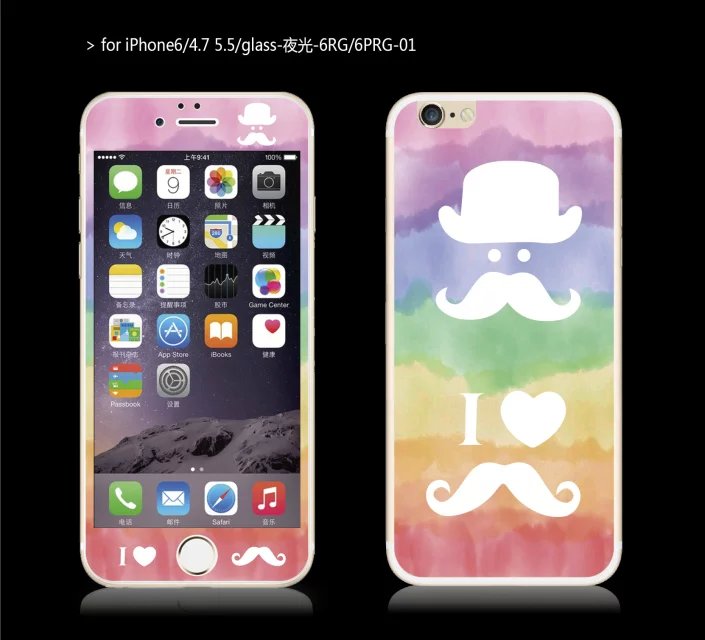 > for iPhone6/4.7 5.5/glass-夜光-6RG/6PRG-01
上午9:41
100%
星期二
9
信息
日历
照片
相机
280
天气
时钟
地图
视频
备忘录
提醒事项
股市
Game Center
报刊杂志
App Store
iBooks
健康
Passbook
设置
电话
邮件
Safari
音乐
I
I